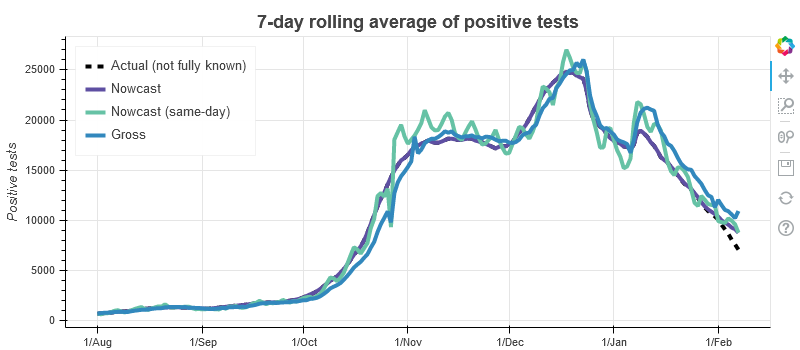 7-day rolling average of positive tests
Positive tests
25000
20000
15000
10000
5000
0
Actual (not fully known)
Nowcast
Nowcast (same-day)
Gross
1/Aug
1/Sep
1/Oct
1/Nov
1/Dec
1/Jan
1/Feb